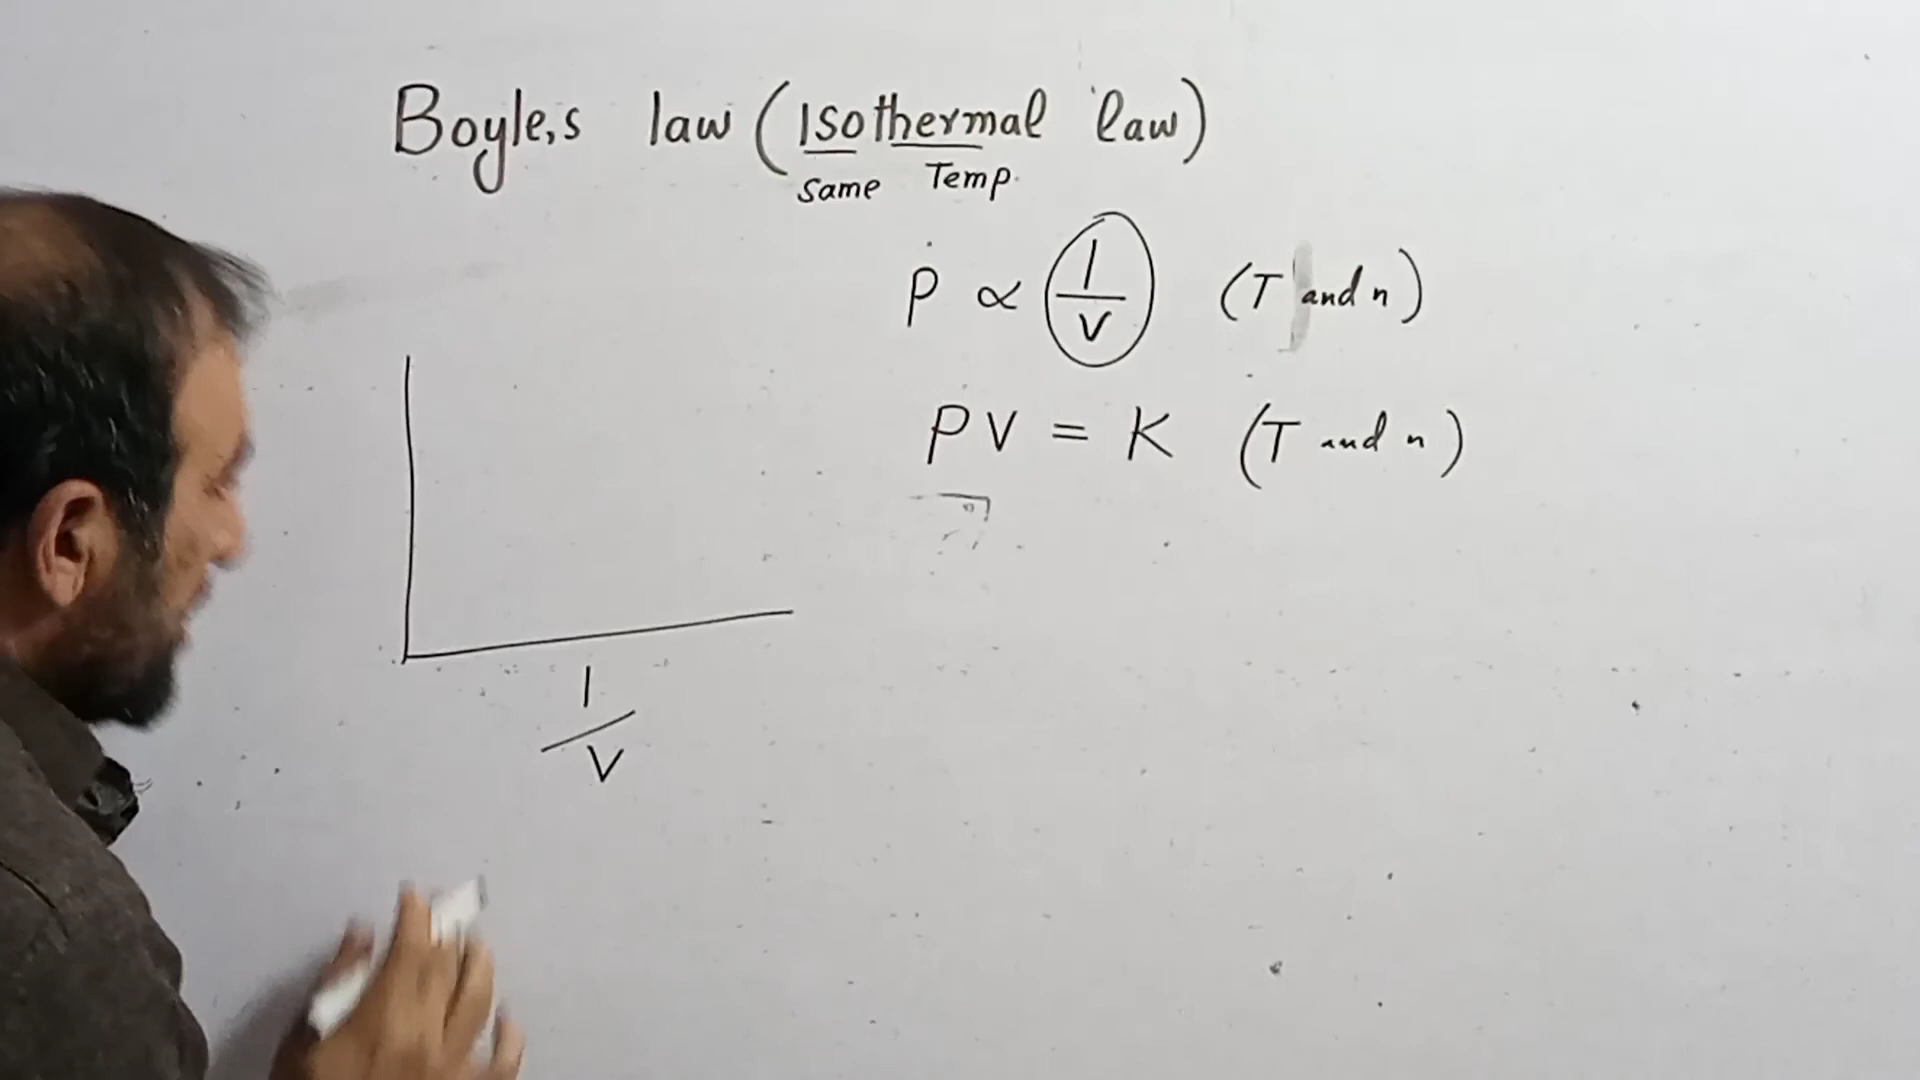 Boyle,s law (Isothermal law)
Same Temp.
P ∝ 1/V (T and n)
PV = K (T and n)
1/V